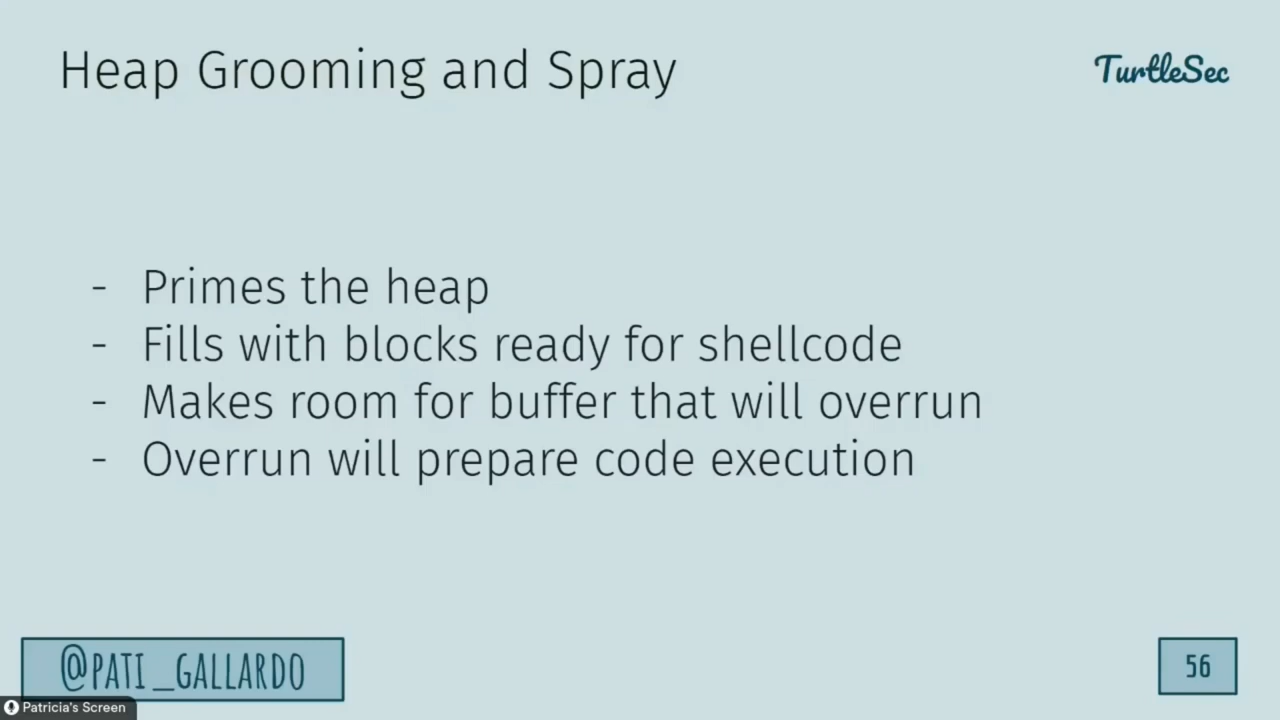 Heap Grooming and Spray
TurtleSec
- Primes the heap
- Fills with blocks ready for shellcode
- Makes room for buffer that will overrun
- Overrun will prepare code execution
@PATI_GALLARDO
56
Patricia's Screen